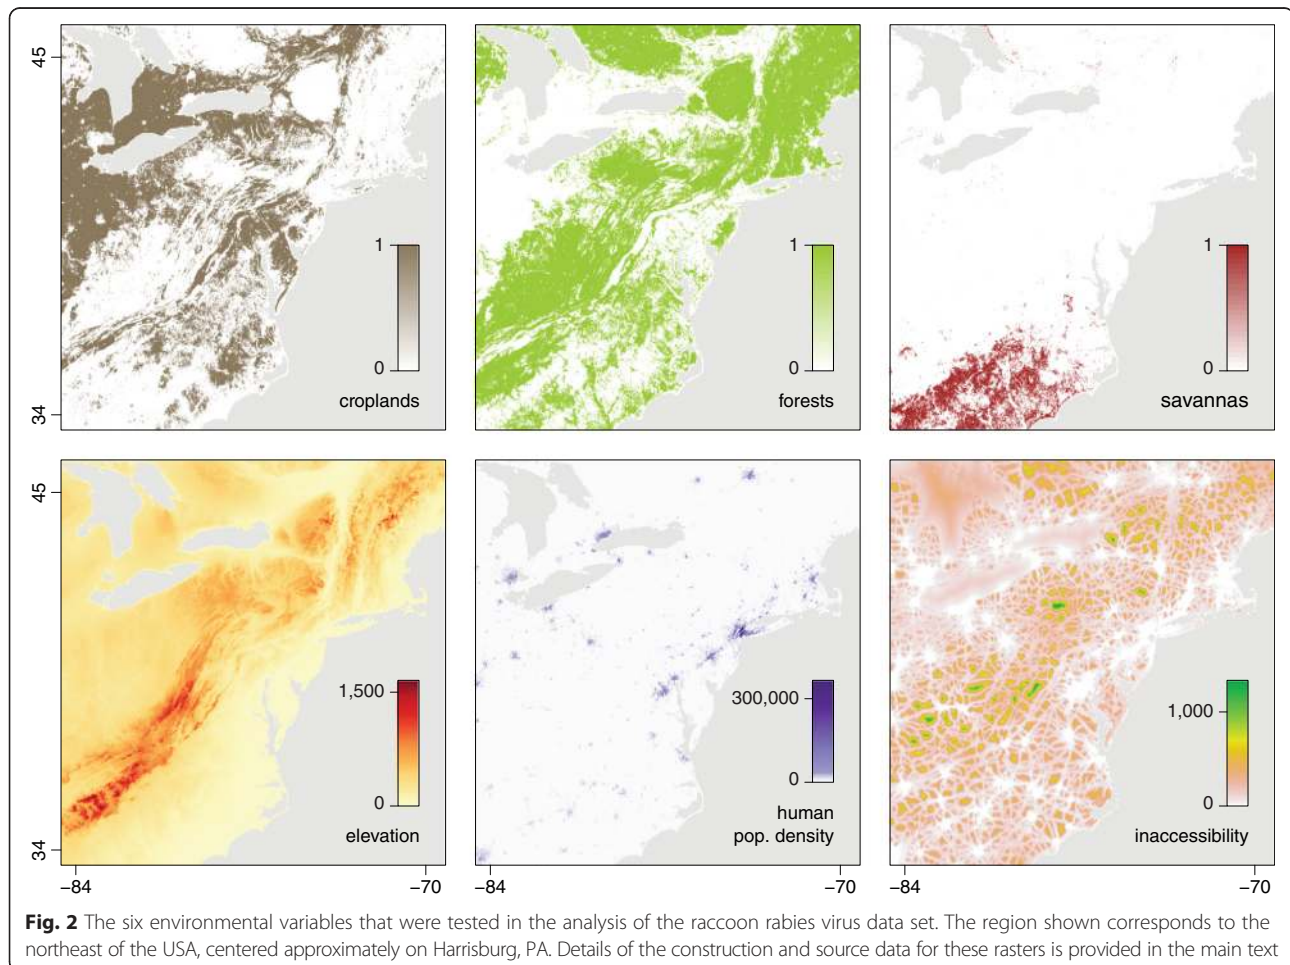 45
34
1
0
croplands
1
0
forests
1
0
savannas
45
34
−84
−70
1,500
0
elevation
−84
−70
300,000
0
human
pop. density
−84
−70
1,000
0
inaccessibility
Fig. 2 The six environmental variables that were tested in the analysis of the raccoon rabies virus data set. The region shown corresponds to the
northeast of the USA, centered approximately on Harrisburg, PA. Details of the construction and source data for these rasters is provided in the main text